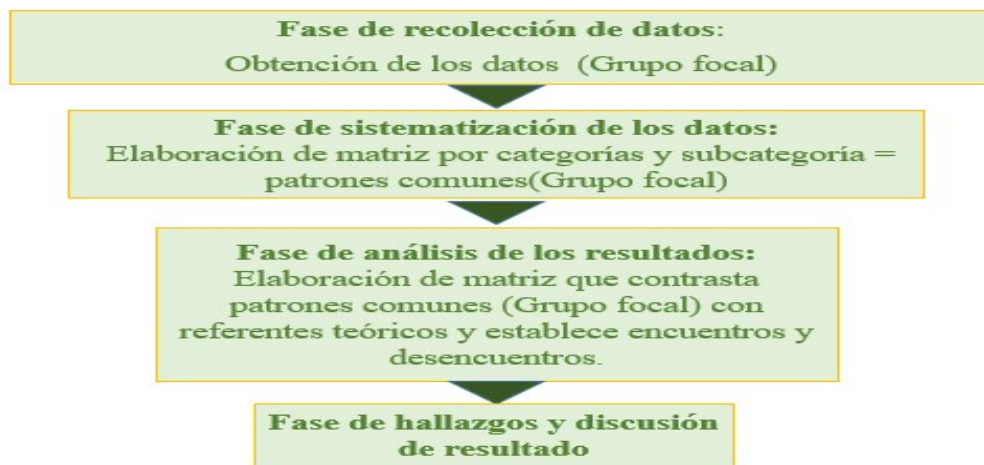 Fase de recolección de datos:
Obtención de los datos (Grupo focal)
Fase de sistematización de los datos:
Elaboración de matriz por categorías y subcategoría =
patrones comunes(Grupo focal)
Fase de análisis de los resultados:
Elaboración de matriz que contrasta
patrones comunes (Grupo focal) con
referentes teóricos y establece encuentros y
desencuentros.
Fase de hallazgos y discusión
de resultado